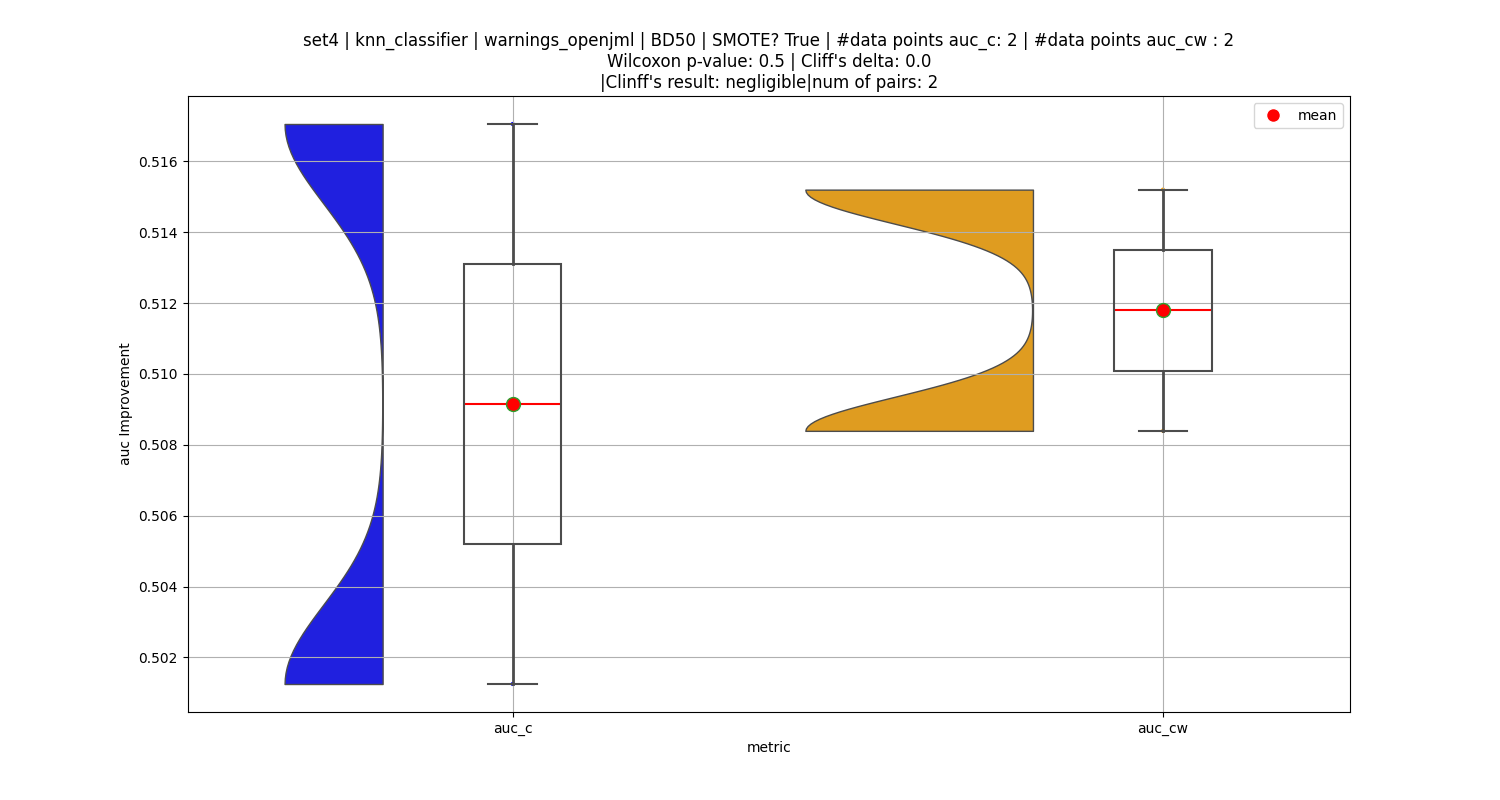 set4 | knn_classifier | warnings_openjml | BD50 | SMOTE? True | #data points auc_c: 2 | #data points auc_cw : 2
Wilcoxon p-value: 0.5 | Cliff's delta: 0.0
|Clinff's result: negligible|num of pairs: 2
mean
0.516
0.514
0.512
0.510
0.508
0.506
0.504
0.502
auc Improvement
auc_c
auc_cw
metric